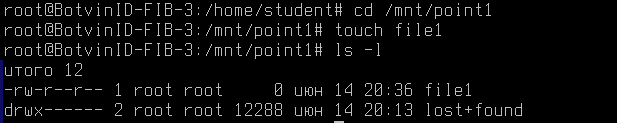 root@BotvinID-FIB-3:/home/student# cd /mnt/point1
root@BotvinID-FIB-3:/mnt/point1# touch file1
root@BotvinID-FIB-3:/mnt/point1# ls -l
итого 12
-rw-r--r-- 1 root root     0 июн 14 20:36 file1
drwx------ 2 root root 12288 июн 14 20:13 lost+found